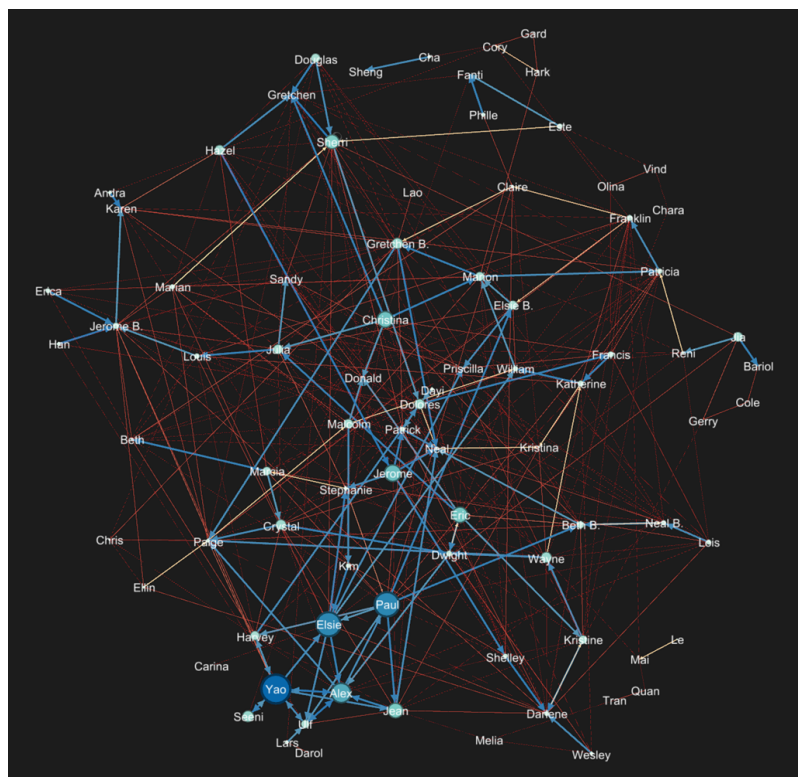 Gard
Cory
Cha
Douglas
Sheng
Hark
Fanti
Gretchen
Phille
Este
Sherri
Hazel
Vind
Claire
Olina
Andra
Lao
Karen
Chara
Franklin
Gretchen B.
Patricia
Marion
Sandy
Marian
Erica
Elsie B.
Christina
Jerome B.
Jia
Han
Julia
Reni
Louis
Francis
Bariol
Priscilla
William
Donald
Katherine
Dayi
Dolores
Cole
Gerry
Malcolm
Patrick
Beth
Neal
Kristina
Marcia
Jerome
Stephanie
Eric
Crystal
Beth B.
Neal B.
Chris
Paige
Lois
Dwight
Wayne
Kim
Ellin
Paul
Elsie
Harvey
Kristine
Le
Shelley
Mai
Carina
Yao
Alex
Quan
Tran
Jean
Darlene
Seeni
Ulf
Lars
Melia
Darol
Wesley